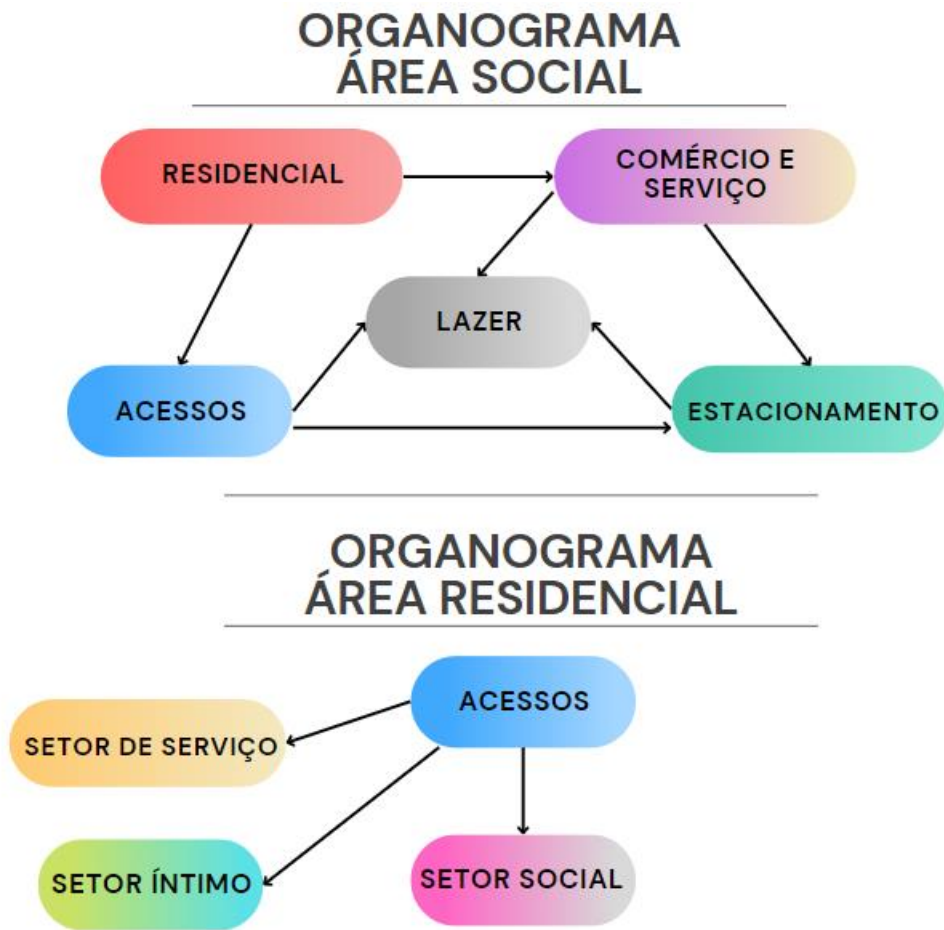 ORGANOGRAMA
ÁREA SOCIAL
RESIDENCIAL
COMÉRCIO E
SERVIÇO
LAZER
ACESSOS
ESTACIONAMENTO
ORGANOGRAMA
ÁREA RESIDENCIAL
ACESSOS
SETOR DE SERVIÇO
SETOR ÍNTIMO
SETOR SOCIAL